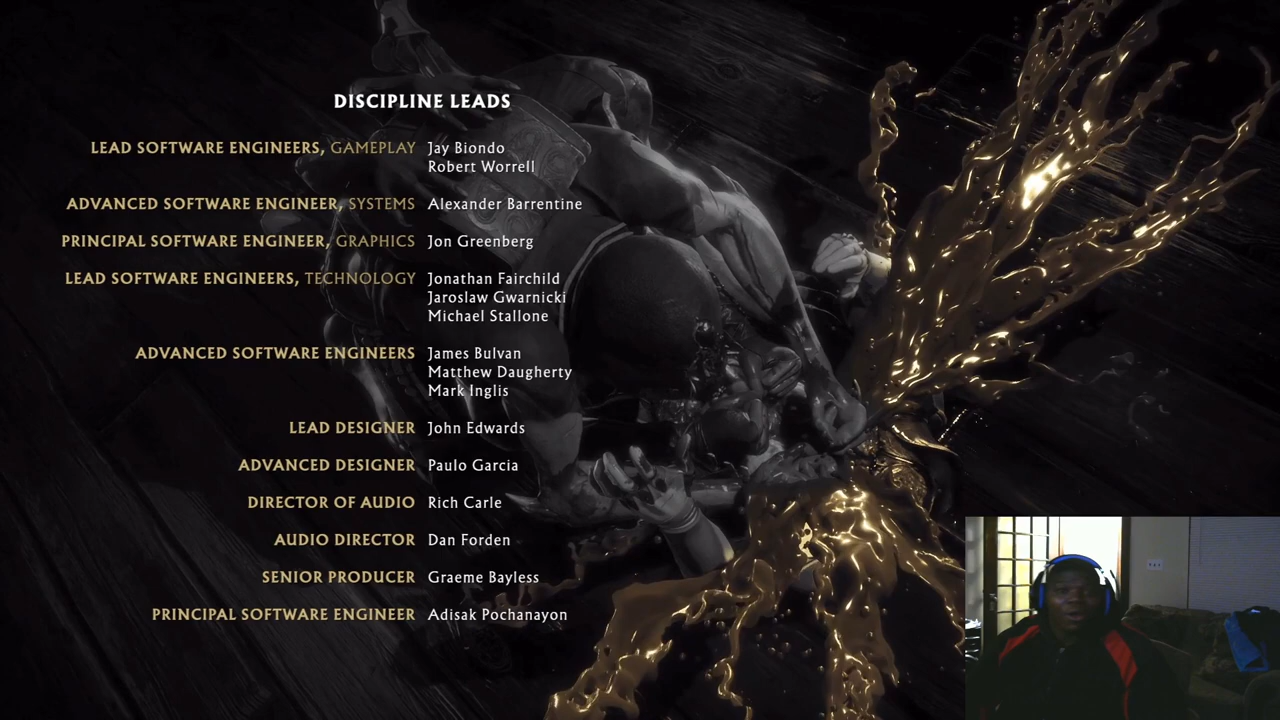 DISCIPLINE LEADS
LEAD SOFTWARE ENGINEERS, GAMEPLAY Jay Biondo
Robert Worrell
ADVANCED SOFTWARE ENGINEER, SYSTEMS Alexander Barrentine
PRINCIPAL SOFTWARE ENGINEER, GRAPHICS Jon Greenberg
LEAD SOFTWARE ENGINEERS, TECHNOLOGY Jonathan Fairchild
Jaroslaw Gwarnicki
Michael Stallone
ADVANCED SOFTWARE ENGINEERS James Bulvan
Matthew Daugherty
Mark Inglis
LEAD DESIGNER John Edwards
ADVANCED DESIGNER Paulo Garcia
DIRECTOR OF AUDIO Rich Carle
AUDIO DIRECTOR Dan Forden
SENIOR PRODUCER Graeme Bayless
PRINCIPAL SOFTWARE ENGINEER Adisak Pochanayon